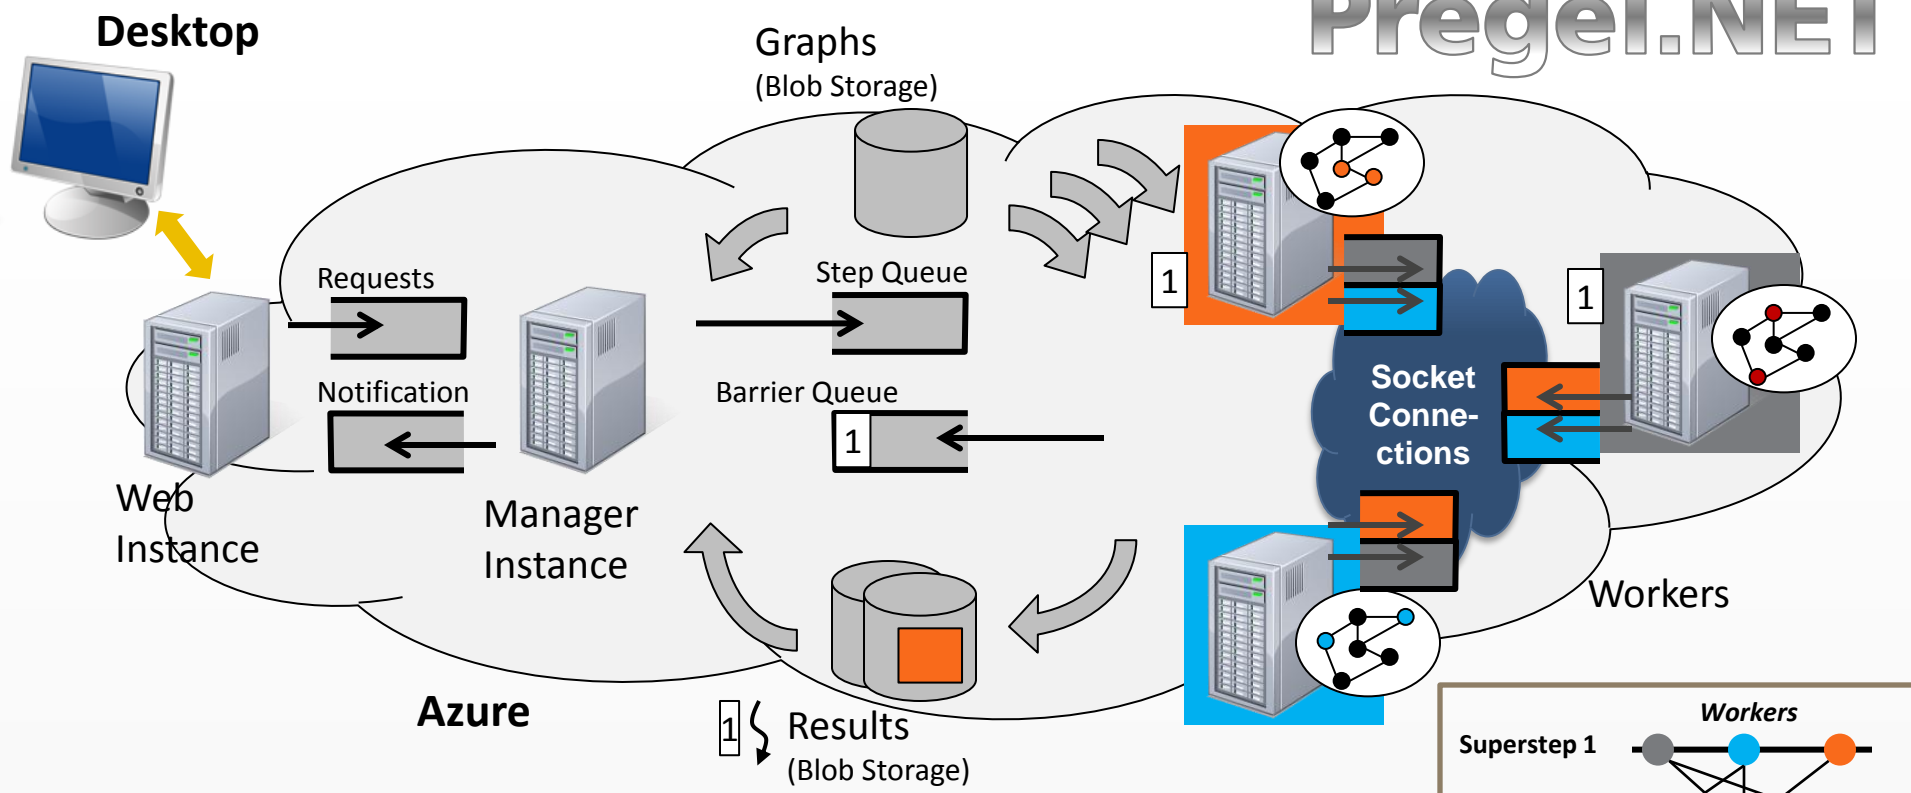 Pregel.NET
Desktop
Graphs
(Blob Storage)
Requests
Step Queue
1
1
Notification
Barrier Queue
1
Socket
Conne-
ctions
Web
Instance
Manager
Instance
Workers
Azure
1
Results
(Blob Storage)
Workers
Superstep 1